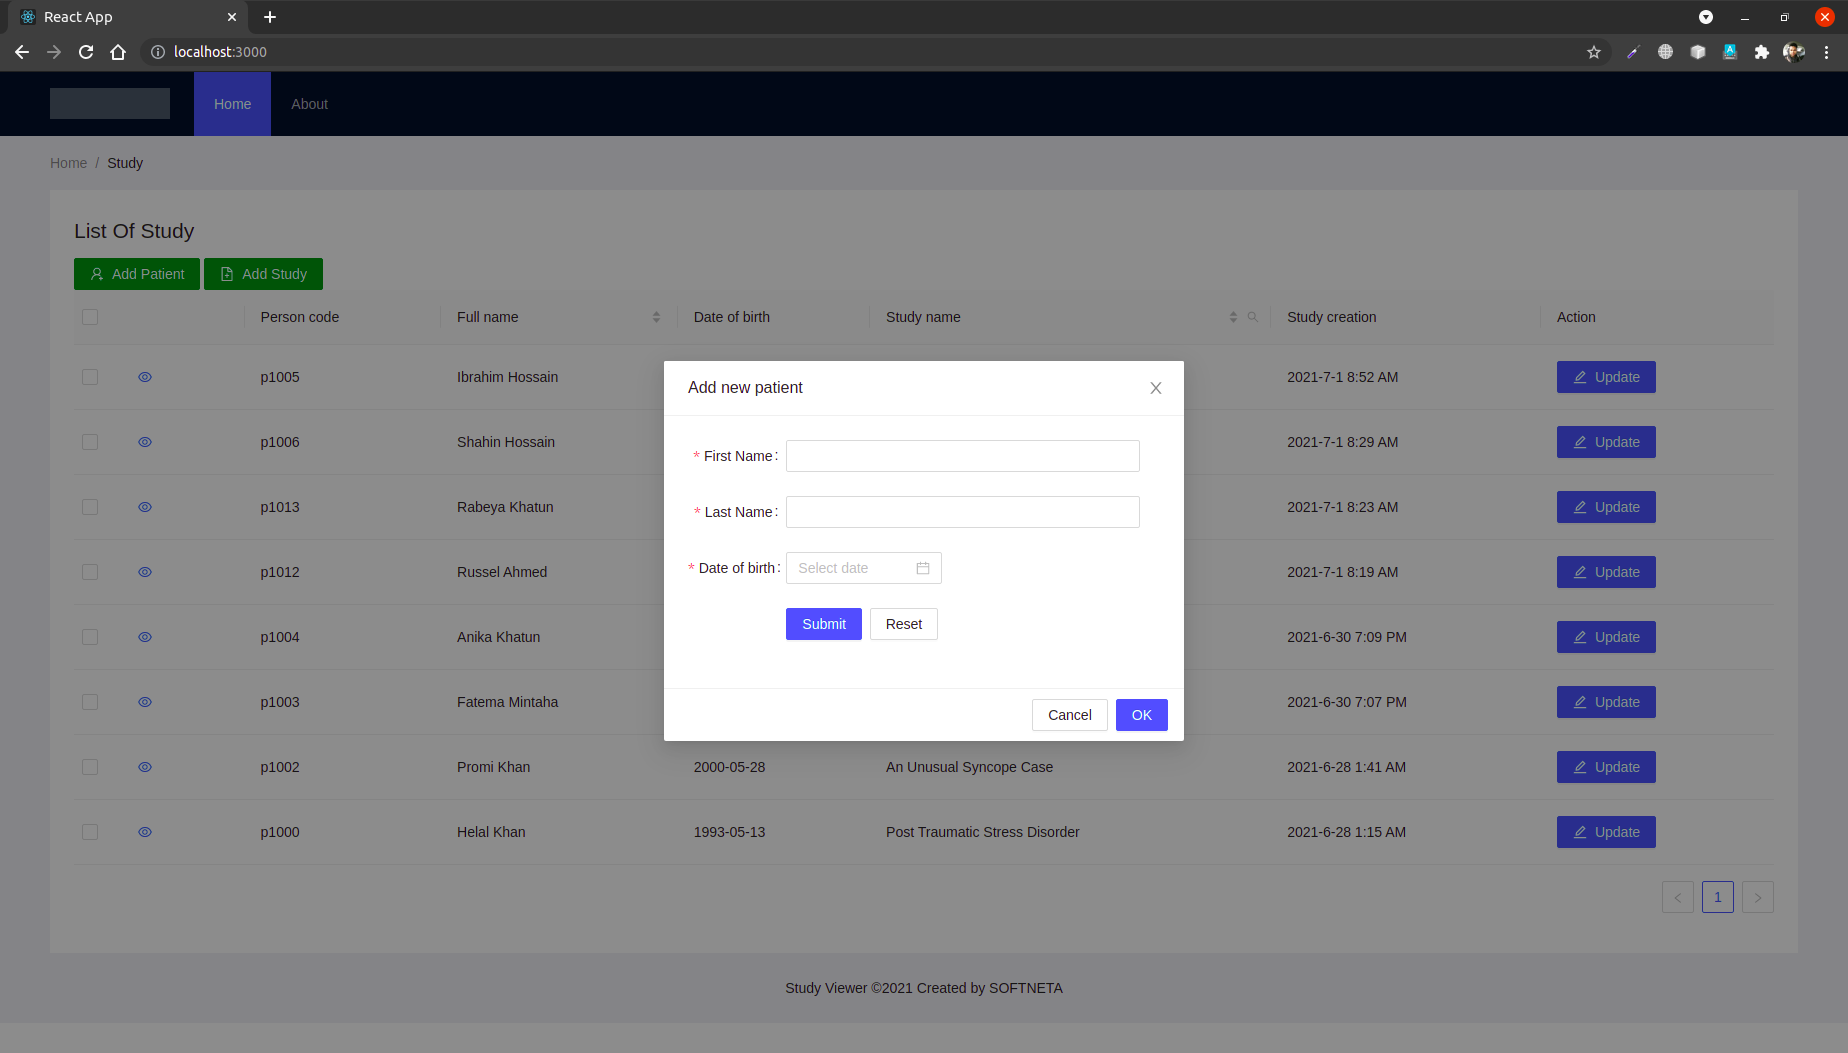 React App
localhost:3000
Home About
Home / Study
List Of Study
Add Patient Add Study
Person code Full name Date of birth Study name Study creation Action
p1005 Ibrahim Hossain 2021-7-1 8:52 AM Update
p1006 Shahin Hossain 2021-7-1 8:29 AM Update
p1013 Rabeya Khatun 2021-7-1 8:23 AM Update
p1012 Russel Ahmed 2021-7-1 8:19 AM Update
p1004 Anika Khatun 2021-6-30 7:09 PM Update
p1003 Fatema Mintaha 2021-6-30 7:07 PM Update
p1002 Promi Khan 2000-05-28 An Unusual Syncope Case 2021-6-28 1:41 AM Update
p1000 Helal Khan 1993-05-13 Post Traumatic Stress Disorder 2021-6-28 1:15 AM Update
< 1 >
Add new patient
* First Name:
* Last Name:
* Date of birth: Select date
Submit Reset
Cancel OK
Study Viewer ©2021 Created by SOFTNETA